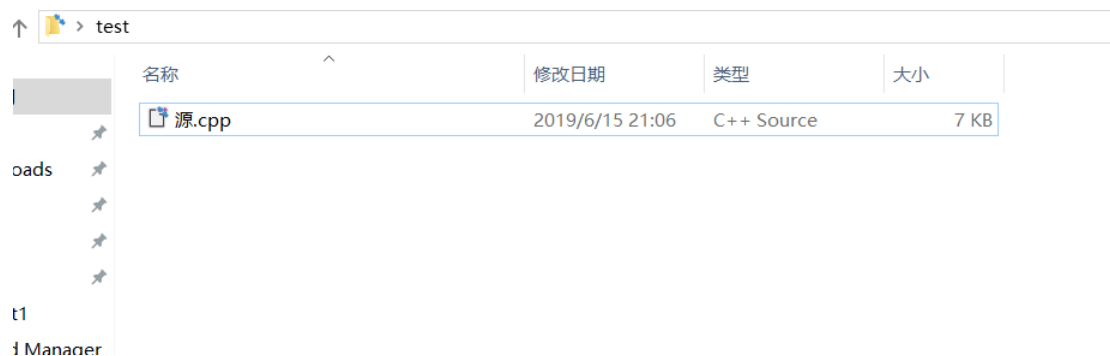 test
名称 修改日期 类型 大小
源.cpp 2019/6/15 21:06 C++ Source 7 KB
oads
t1
d Manager